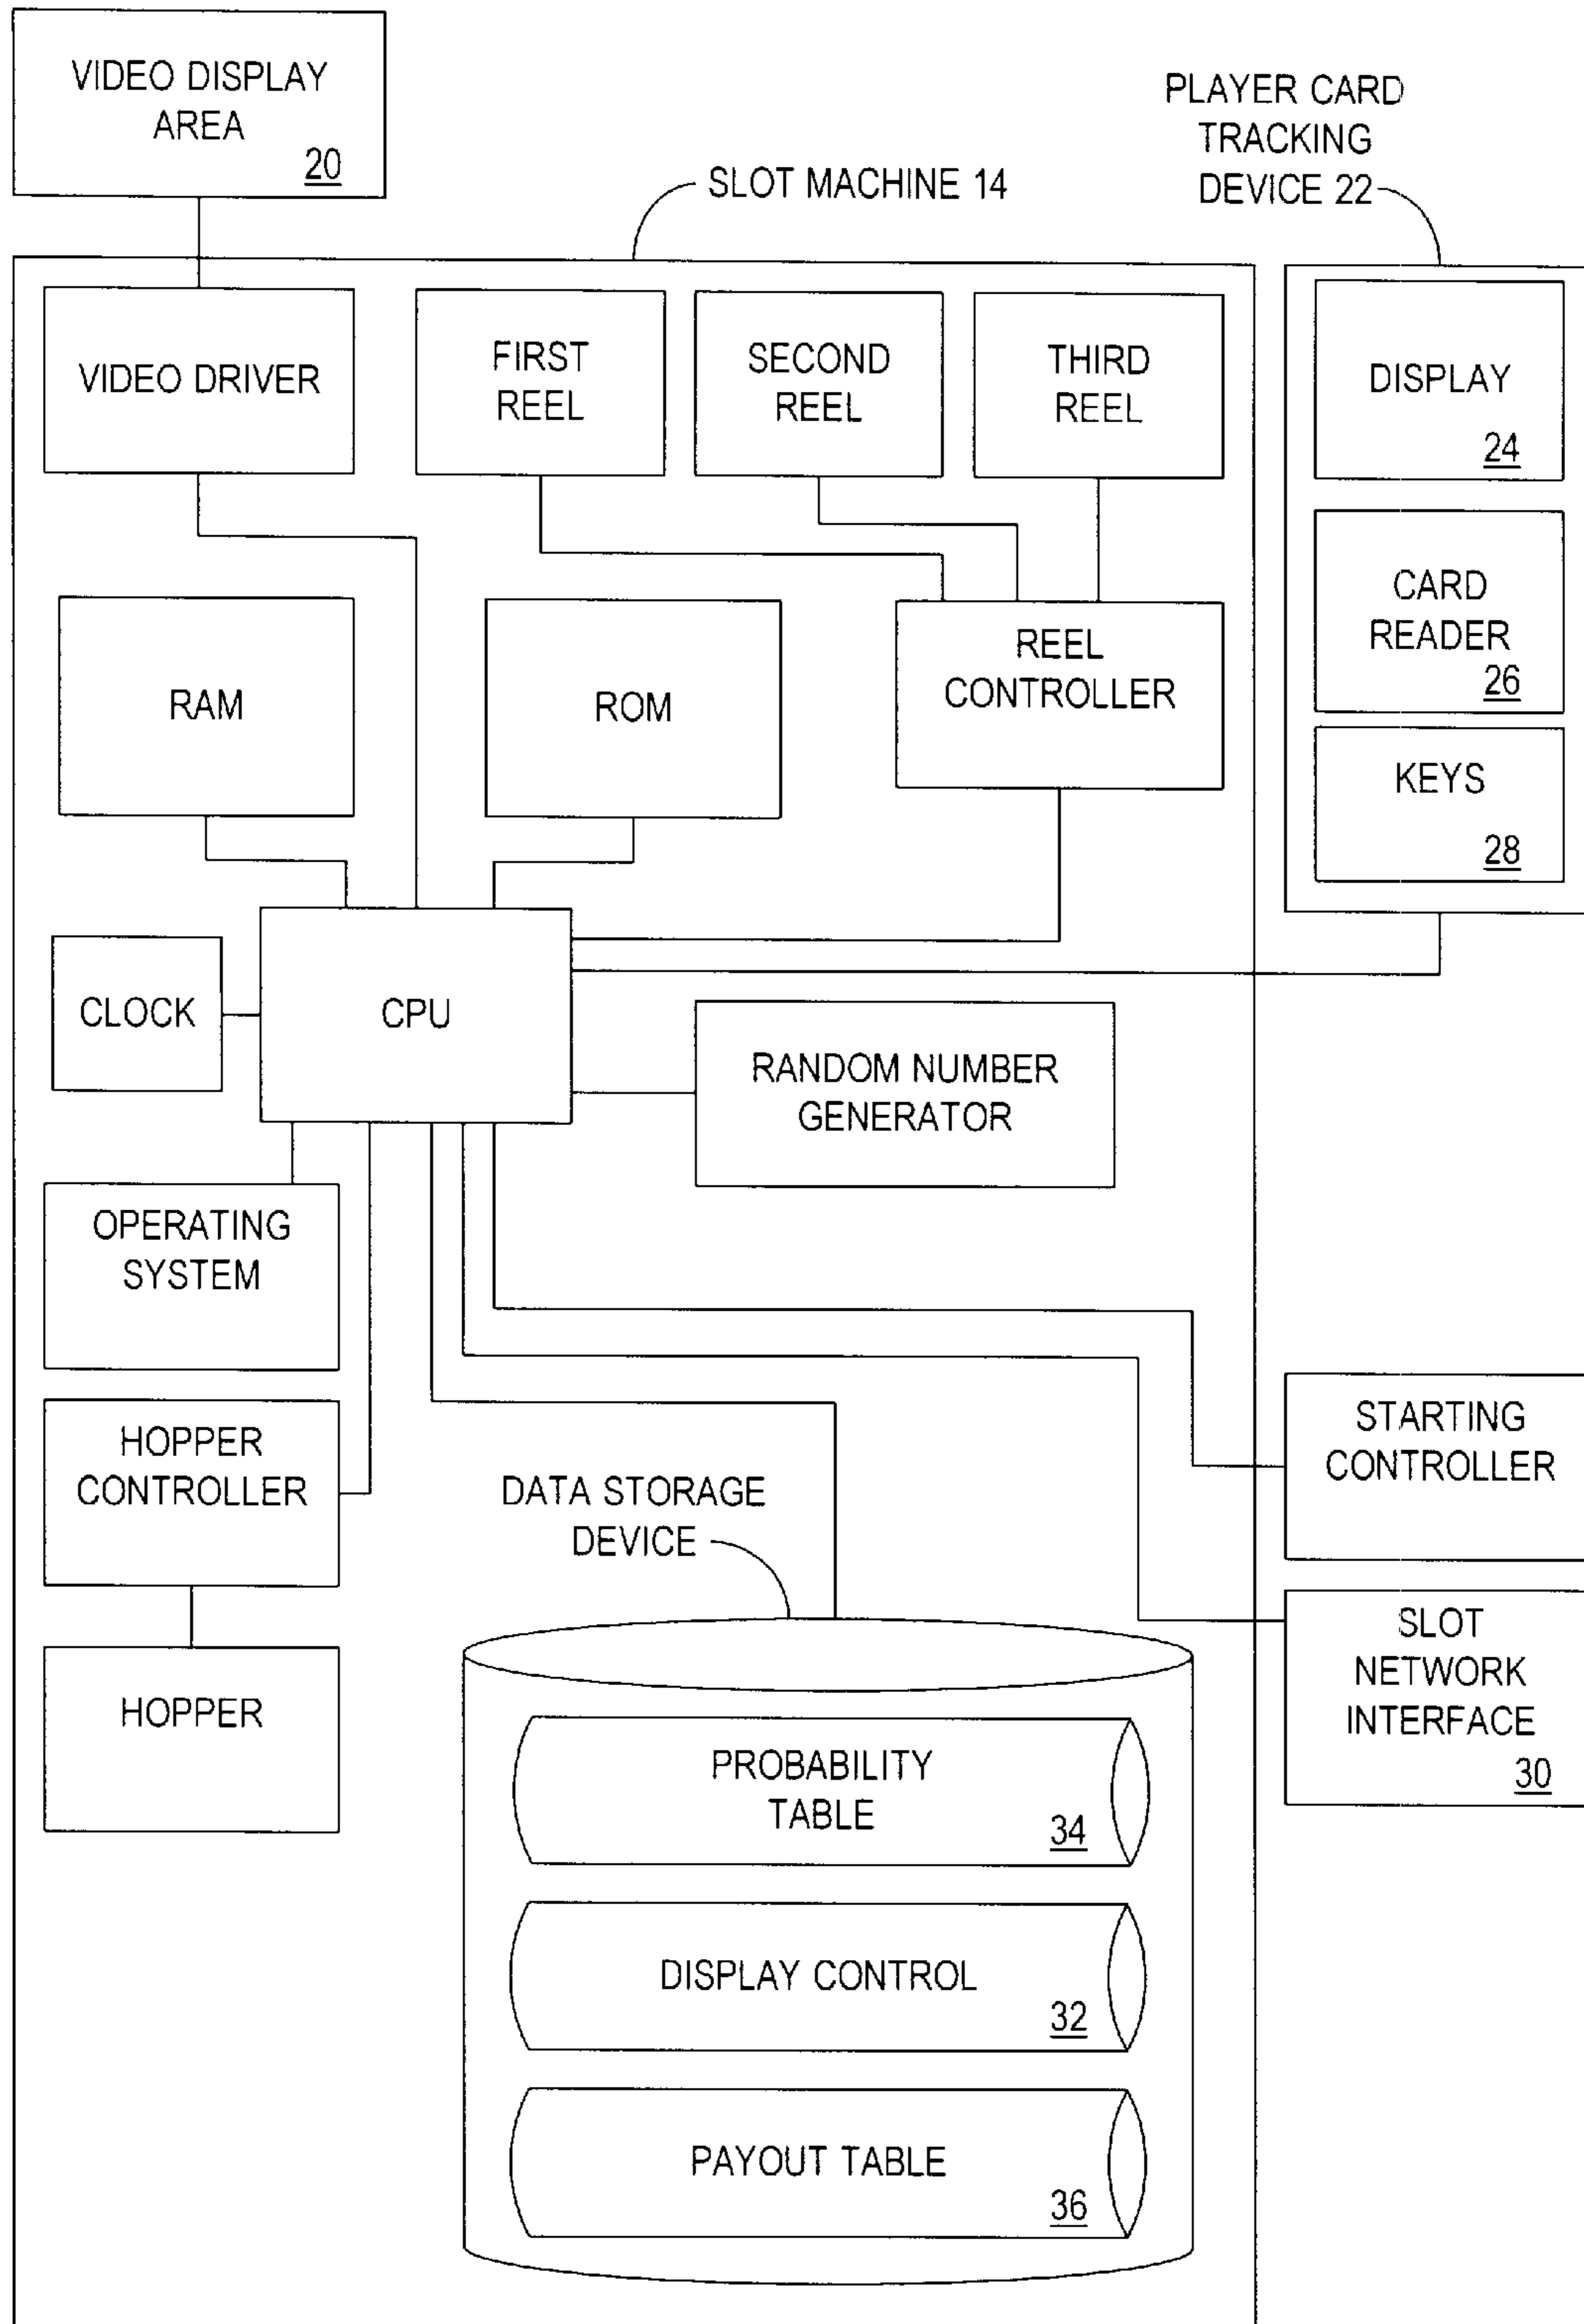 VIDEO DISPLAY
AREA
20
PLAYER CARD
TRACKING
DEVICE 22
SLOT MACHINE 14
VIDEO DRIVER
FIRST
REEL
SECOND
REEL
THIRD
REEL
DISPLAY
24
RAM
ROM
REEL
CONTROLLER
CARD
READER
26
KEYS
28
CLOCK
CPU
RANDOM NUMBER
GENERATOR
OPERATING
SYSTEM
HOPPER
CONTROLLER
STARTING
CONTROLLER
DATA STORAGE
DEVICE
HOPPER
SLOT
NETWORK
INTERFACE
30
PROBABILITY
TABLE
34
DISPLAY CONTROL
32
PAYOUT TABLE
36